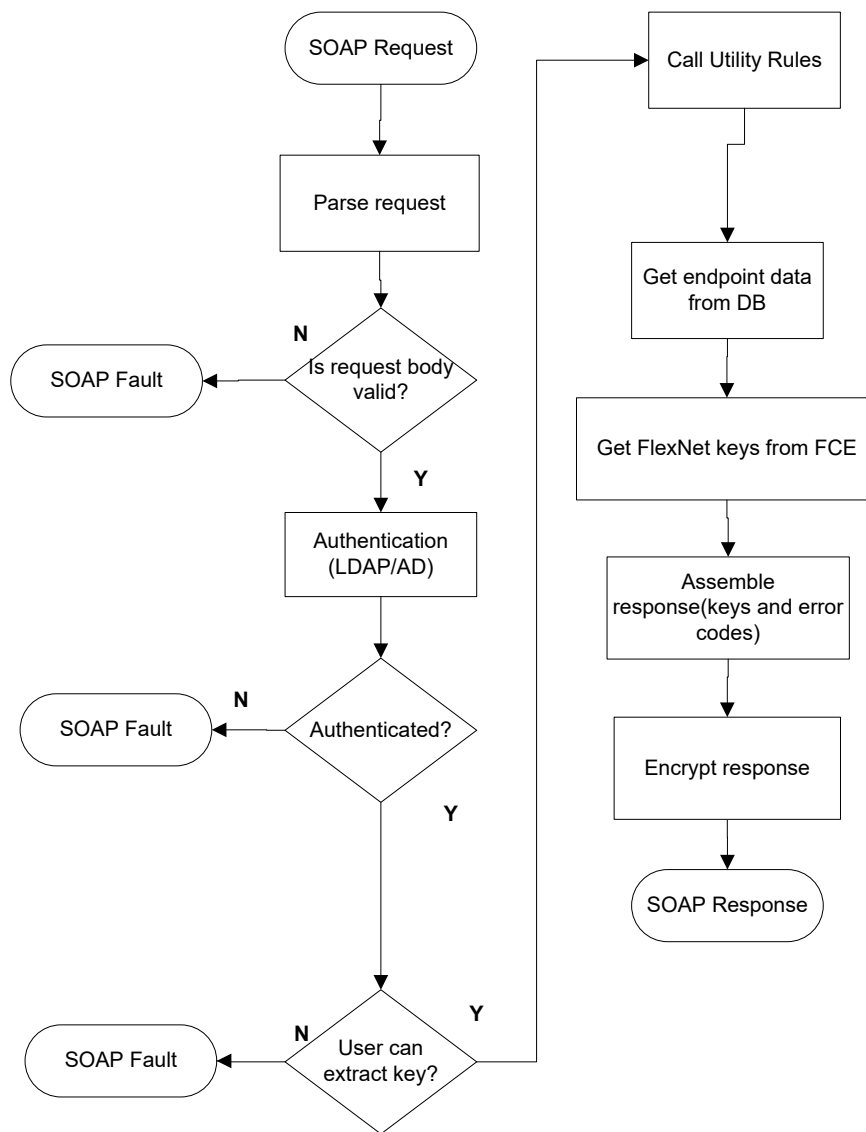 SOAP Request
Parse request
N
Is request body
valid?
SOAP Fault
Y
Authentication
(LDAP/AD)
N
SOAP Fault
Authenticated?
Y
N
Y
SOAP Fault
User can
extract key?
Call Utility Rules
Get endpoint data
from DB
Get FlexNet keys from FCE
Assemble
response(keys and error
codes)
Encrypt response
SOAP Response